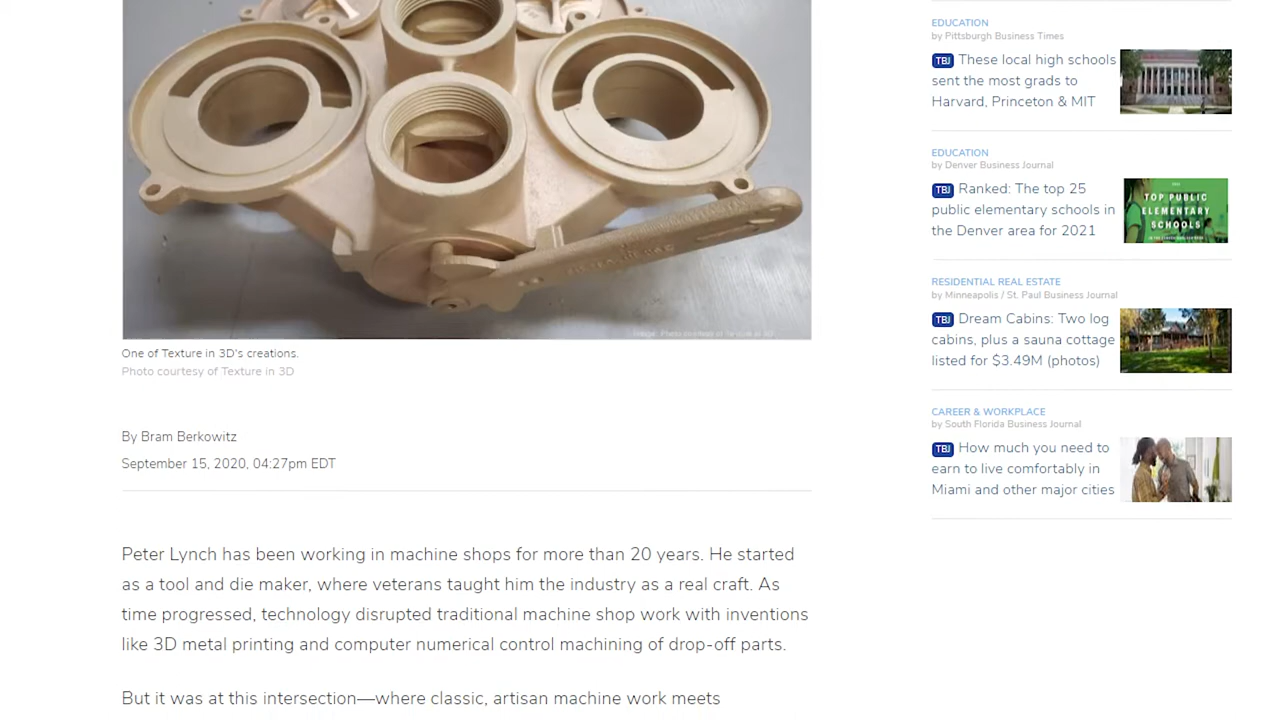 One of Texture in 3D's creations.
Photo courtesy of Texture in 3D
By Bram Berkowitz
September 15, 2020, 04:27pm EDT
Peter Lynch has been working in machine shops for more than 20 years. He started
as a tool and die maker, where veterans taught him the industry as a real craft. As
time progressed, technology disrupted traditional machine shop work with inventions
like 3D metal printing and computer numerical control machining of drop-off parts.
But it was at this intersection—where classic, artisan machine work meets
EDUCATION
by Pittsburgh Business Times
TBJ These local high schools
sent the most grads to
Harvard, Princeton & MIT
EDUCATION
by Denver Business Journal
TBJ Ranked: The top 25
public elementary schools in
the Denver area for 2021
TOP PUBLIC
ELEMENTARY
SCHOOLS
RESIDENTIAL REAL ESTATE
by Minneapolis / St. Paul Business Journal
TBJ Dream Cabins: Two log
cabins, plus a sauna cottage
listed for $3.49M (photos)
CAREER & WORKPLACE
by South Florida Business Journal
TBJ How much you need to
earn to live comfortably in
Miami and other major cities